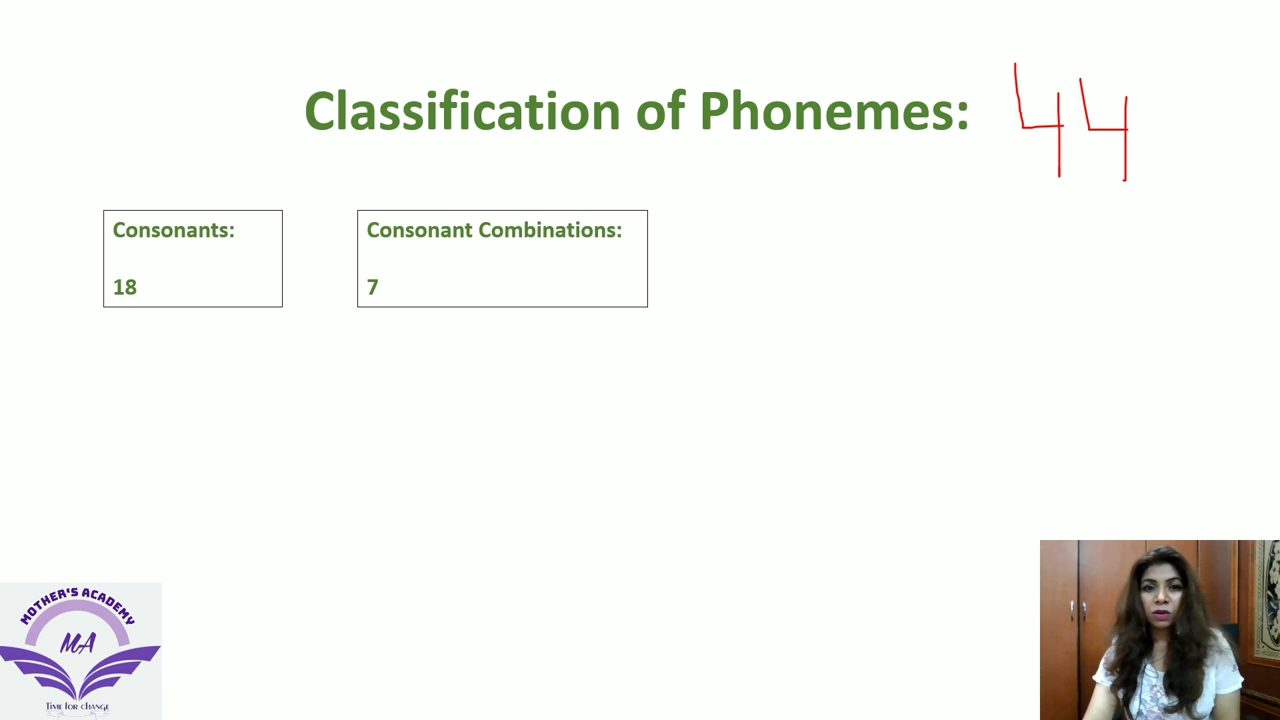 Classification of Phonemes: 44
Consonants:
18
Consonant Combinations:
7
MOTHER'S ACADEMY
MA
TIME FOR CHANGE